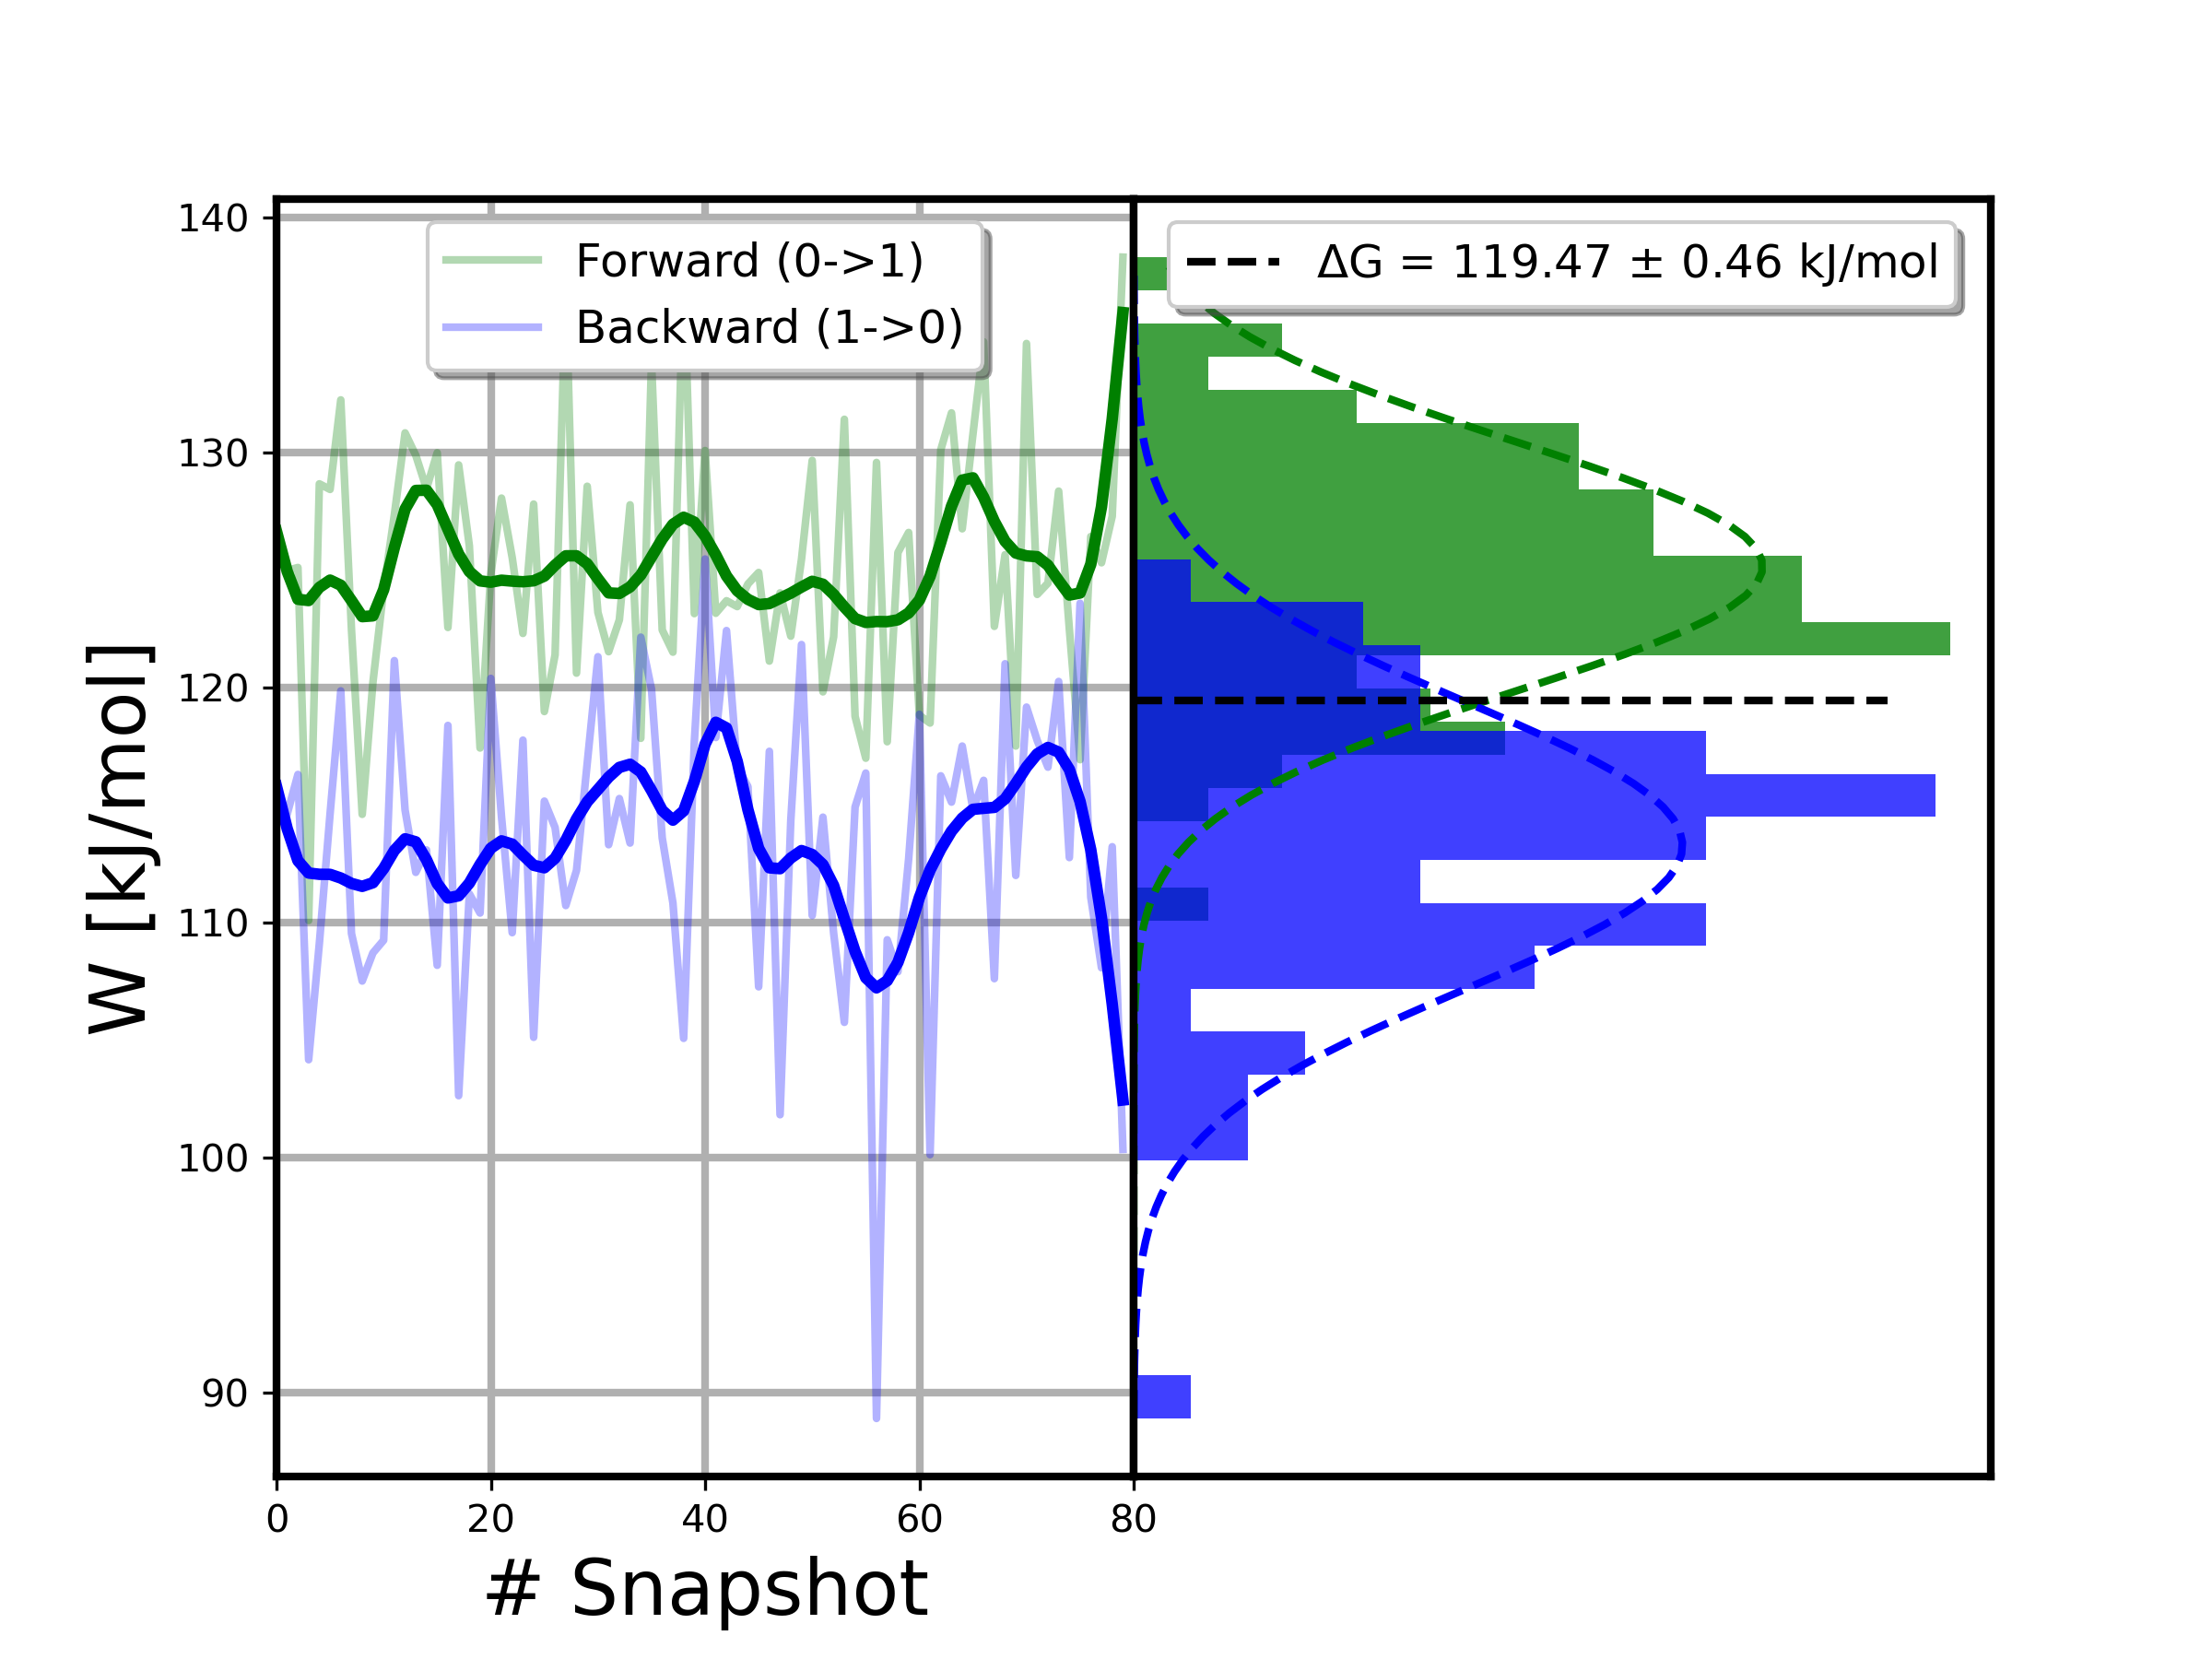 Forward (0->1)
Backward (1->0)
ΔG = 119.47 ± 0.46 kJ/mol
W [kJ/mol]
140
130
120
110
100
90
0 20 40 60 80
# Snapshot